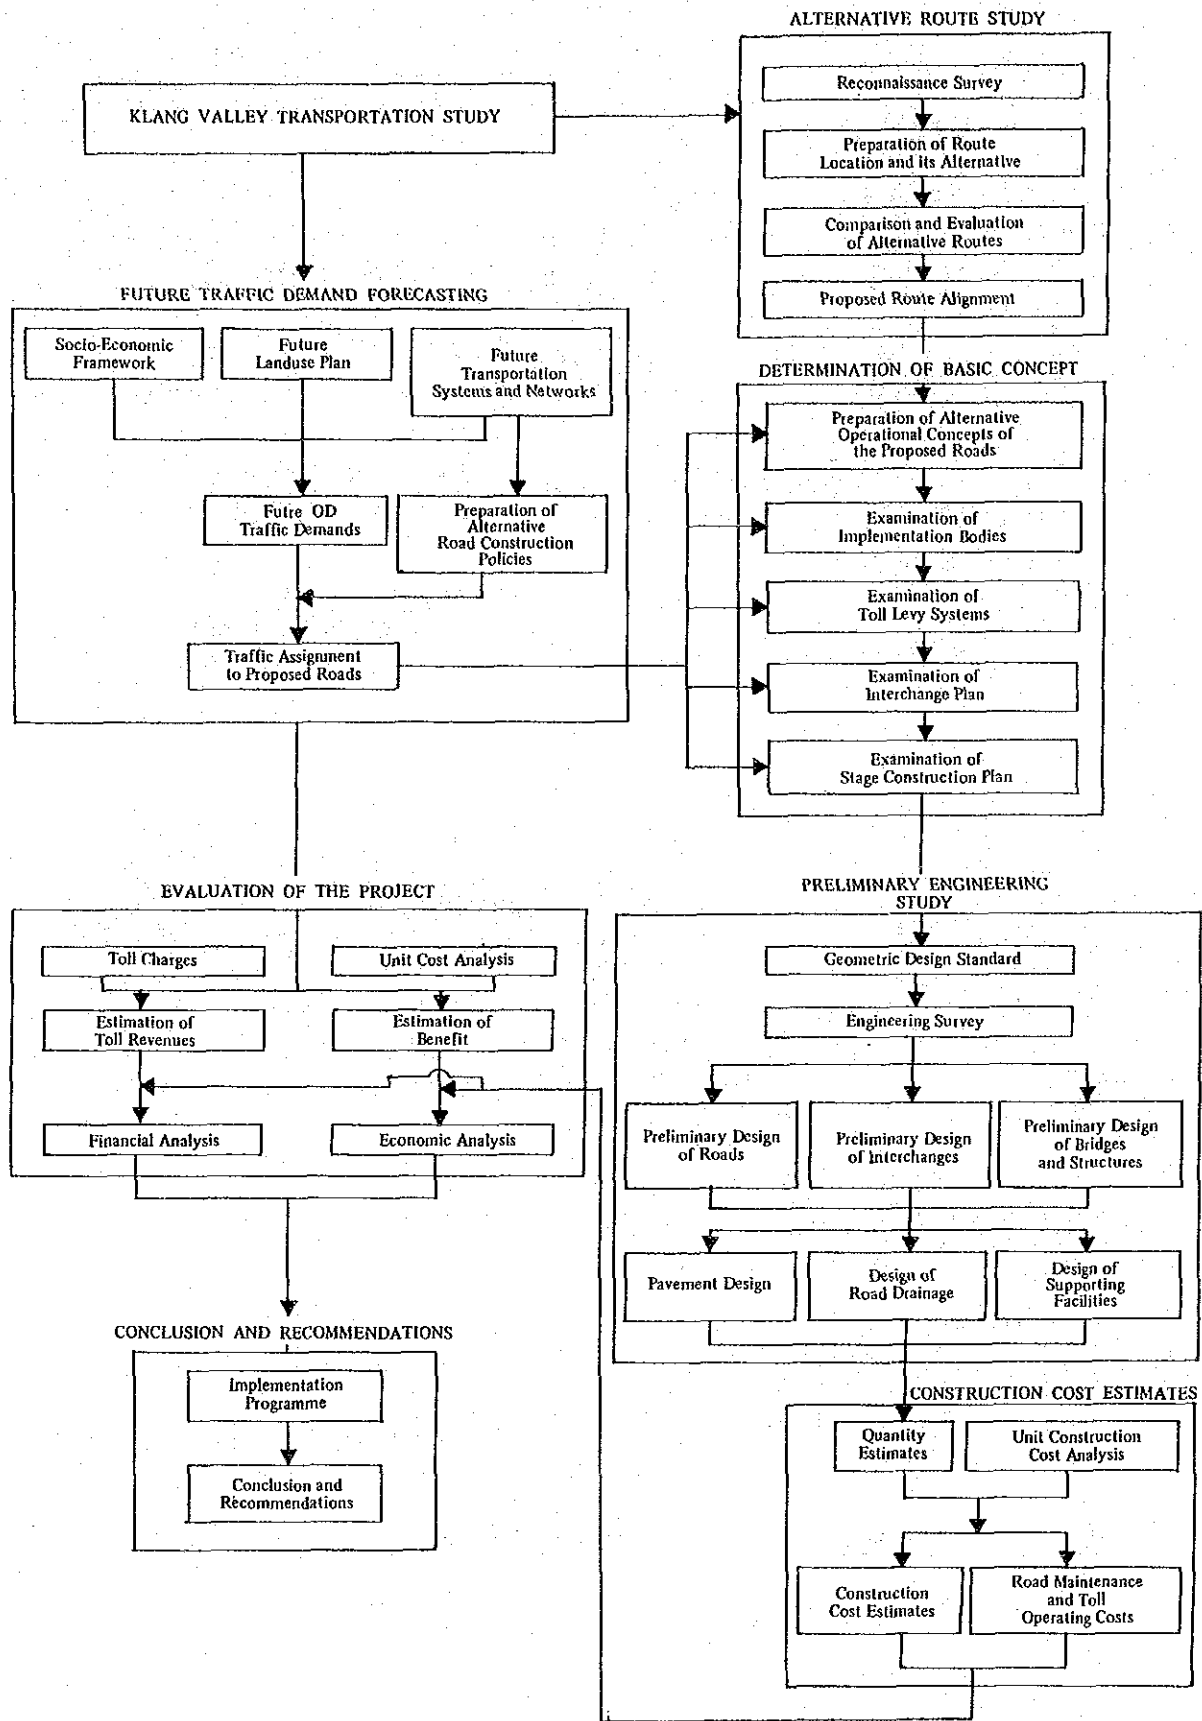 ALTERNATIVE ROUTE STUDY
Reconnaissance Survey
Preparation of Route
Location and its Alternative
Comparison and Evaluation
of Alternative Routes
Proposed Route Alignment
KLANG VALLEY TRANSPORTATION STUDY
FUTURE TRAFFIC DEMAND FORECASTING
Socio-Economic
Framework
Future
Landuse Plan
Future
Transportation
Systems and Networks
Futre OD
Traffic Demands
Preparation of
Alternative
Road Construction
Policies
Traffic Assignment
to Proposed Roads
DETERMINATION OF BASIC CONCEPT
Preparation of Alternative
Operational Concepts of
the Proposed Roads
Examination of
Implementation Bodies
Examination of
Toll Levy Systems
Examination of
Interchange Plan
Examination of
Stage Construction Plan
EVALUATION OF THE PROJECT
Toll Charges
Unit Cost Analysis
Estimation of
Toll Revenues
Estimation of
Benefit
Financial Analysis
Economic Analysis
PRELIMINARY ENGINEERING
STUDY
Geometric Design Standard
Engineering Survey
Preliminary Design
of Roads
Preliminary Design
of Interchanges
Preliminary Design
of Bridges
and Structures
Pavement Design
Design of
Road Drainage
Design of
Supporting
Facilities
CONCLUSION AND RECOMMENDATIONS
Implementation
Programme
Conclusion and
Recommendations
CONSTRUCTION COST ESTIMATES
Quantity
Estimates
Unit Construction
Cost Analysis
Construction
Cost Estimates
Road Maintenance
and Toll
Operating Costs